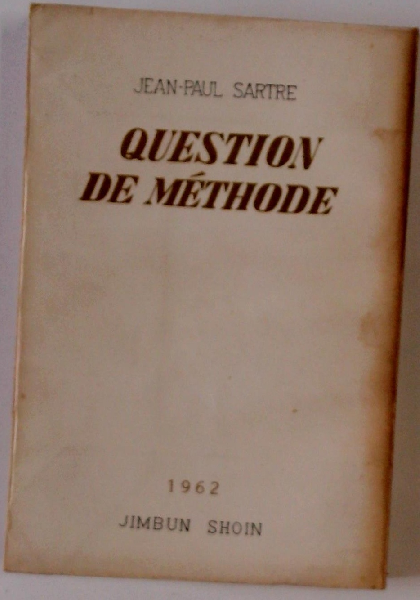 JEAN-PAUL SARTRE
QUESTION
DE MÉTHODE
1962
JIMBUN SHOIN